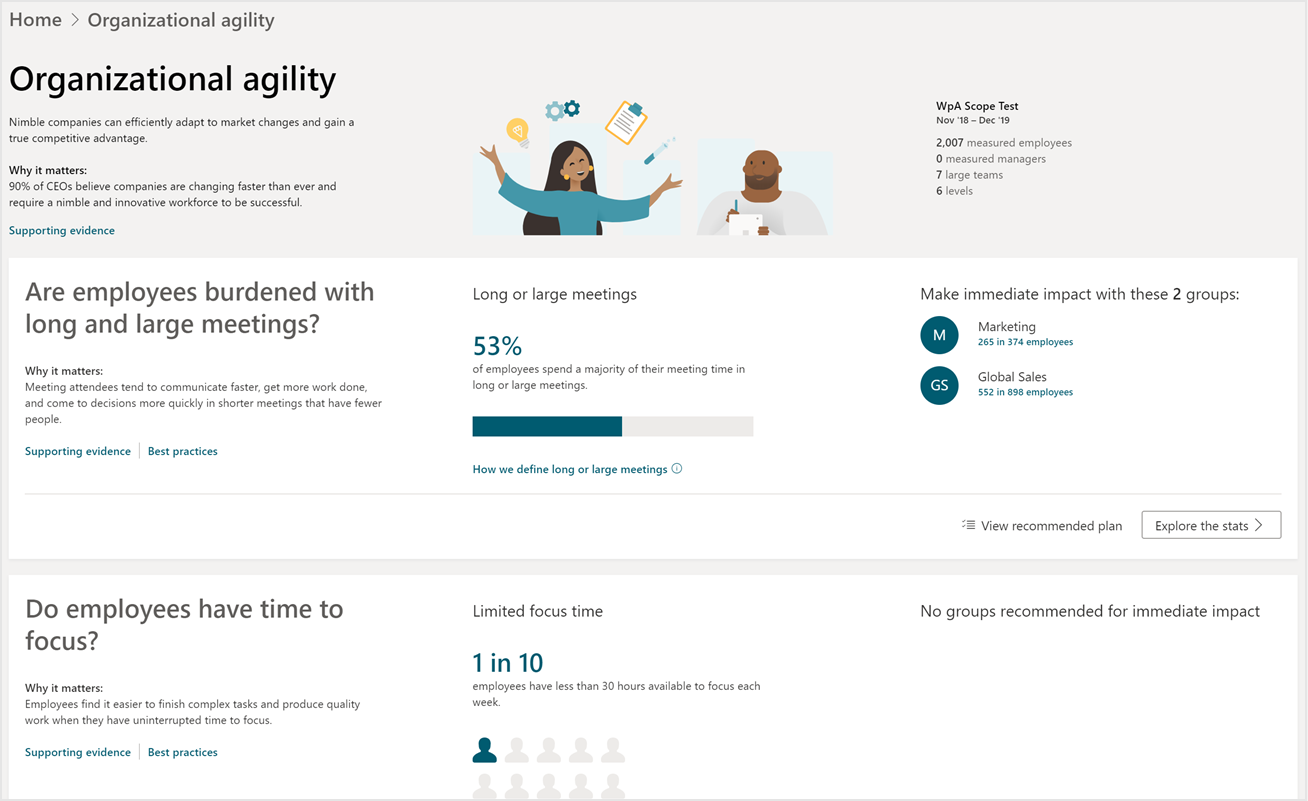 Home > Organizational agility
Organizational agility
Nimble companies can efficiently adapt to market changes and gain a
true competitive advantage.
Why it matters:
90% of CEOs believe companies are changing faster than ever and
require a nimble and innovative workforce to be successful.
Supporting evidence
WpA Scope Test
Nov '18 – Dec '19
2,007 measured employees
0 measured managers
7 large teams
6 levels
Are employees burdened with
long and large meetings?
Why it matters:
Meeting attendees tend to communicate faster, get more work done,
and come to decisions more quickly in shorter meetings that have fewer
people.
Supporting evidence | Best practices
Long or large meetings
53%
of employees spend a majority of their meeting time in
long or large meetings.
How we define long or large meetings
Make immediate impact with these 2 groups:
M
Marketing
265 in 374 employees
GS
Global Sales
552 in 898 employees
View recommended plan
Explore the stats >
Do employees have time to
focus?
Why it matters:
Employees find it easier to finish complex tasks and produce quality
work when they have uninterrupted time to focus.
Supporting evidence | Best practices
Limited focus time
1 in 10
employees have less than 30 hours available to focus each
week.
No groups recommended for immediate impact